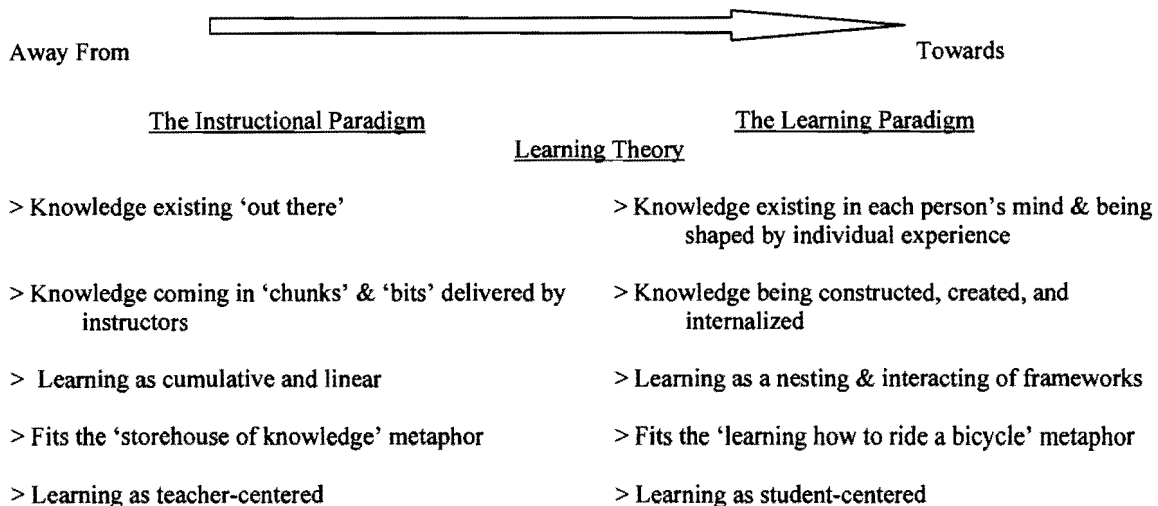 Away From Towards
The Instructional Paradigm The Learning Paradigm
Learning Theory
> Knowledge existing ‘out there’ > Knowledge existing in each person’s mind & being
shaped by individual experience
> Knowledge coming in ‘chunks’ & ‘bits’ delivered by > Knowledge being constructed, created, and
instructors internalized
> Learning as cumulative and linear > Learning as a nesting & interacting of frameworks
> Fits the ‘storehouse of knowledge’ metaphor > Fits the ‘learning how to ride a bicycle’ metaphor
> Learning as teacher-centered > Learning as student-centered